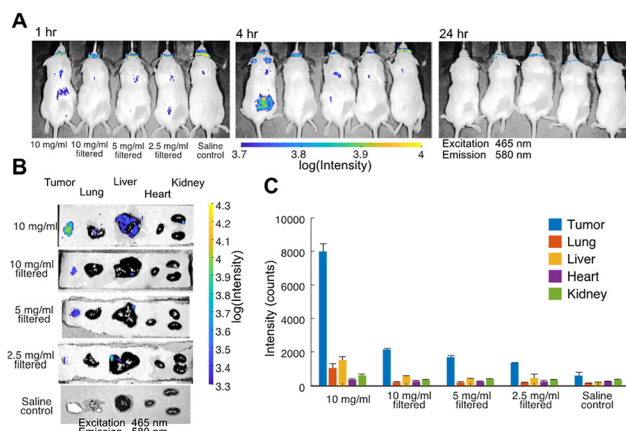 A
1 hr
4 hr
24 hr
10 mg/ml
10 mg/ml
filtered
5 mg/ml
filtered
2.5 mg/ml
filtered
Saline
control
3.7
3.8
3.9
4
log(Intensity)
Excitation 465 nm
Emission 580 nm
B
Tumor
Lung
Liver
Heart
Kidney
10 mg/ml
10 mg/ml
filtered
5 mg/ml
filtered
2.5 mg/ml
filtered
Saline
control
4.3
4.2
4.1
4
3.9
3.8
3.7
3.6
3.5
3.4
3.3
log(Intensity)
Excitation 465 nm
Emission 580 nm
C
10000
8000
6000
4000
2000
0
Intensity (counts)
Tumor
Lung
Liver
Heart
Kidney
10 mg/ml
10 mg/ml
filtered
5 mg/ml
filtered
2.5 mg/ml
filtered
Saline
control